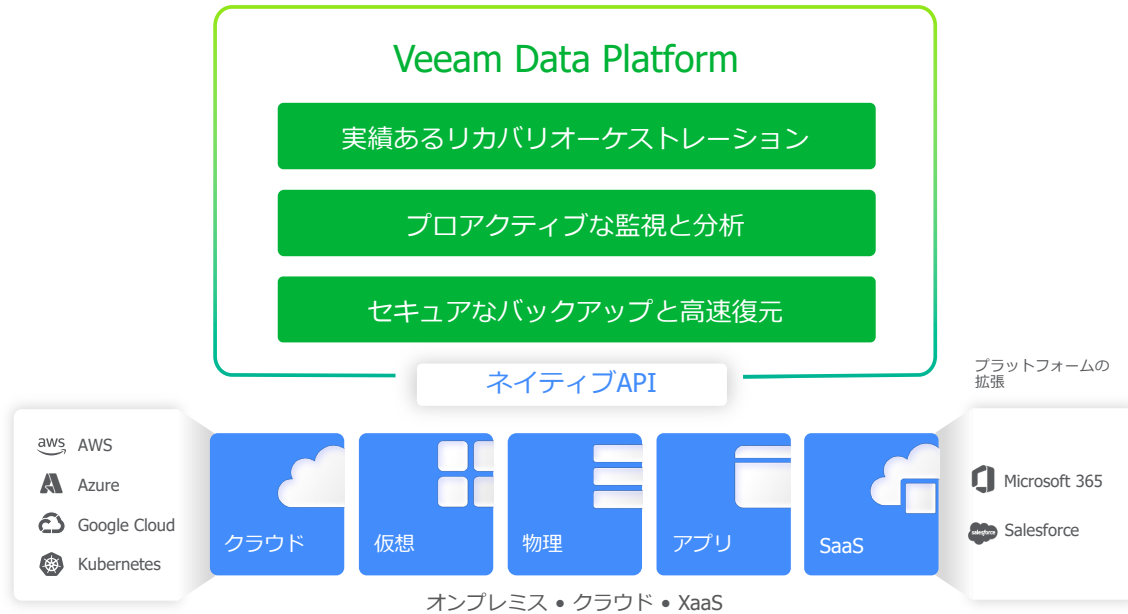 Veeam Data Platform
実績あるリカバリオーケストレーション
プロアクティブな監視と分析
セキュアなバックアップと高速復元
ネイティブAPI
プラットフォームの
拡張
aws AWS
Azure
Google Cloud
Kubernetes
クラウド
仮想
物理
アプリ
SaaS
Microsoft 365
salesforce Salesforce
オンプレミス • クラウド • XaaS